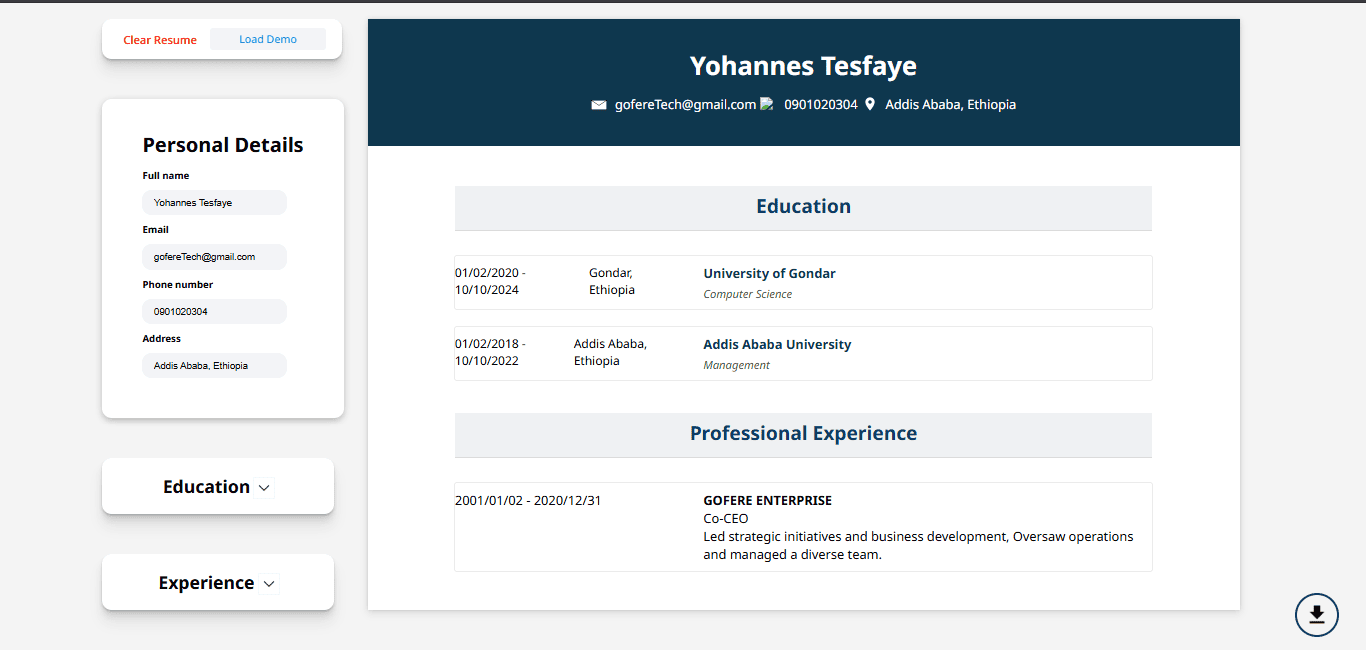 Clear Resume
Load Demo
Personal Details
Full name
Yohannes Tesfaye
Email
gofereTech@gmail.com
Phone number
0901020304
Address
Addis Ababa, Ethiopia
Education
Experience
Yohannes Tesfaye
gofereTech@gmail.com 0901020304 Addis Ababa, Ethiopia
Education
01/02/2020 -
10/10/2024
Gondar,
Ethiopia
University of Gondar
Computer Science
01/02/2018 -
10/10/2022
Addis Ababa,
Ethiopia
Addis Ababa University
Management
Professional Experience
2001/01/02 - 2020/12/31
GOFERE ENTERPRISE
Co-CEO
Led strategic initiatives and business development, Oversaw operations
and managed a diverse team.